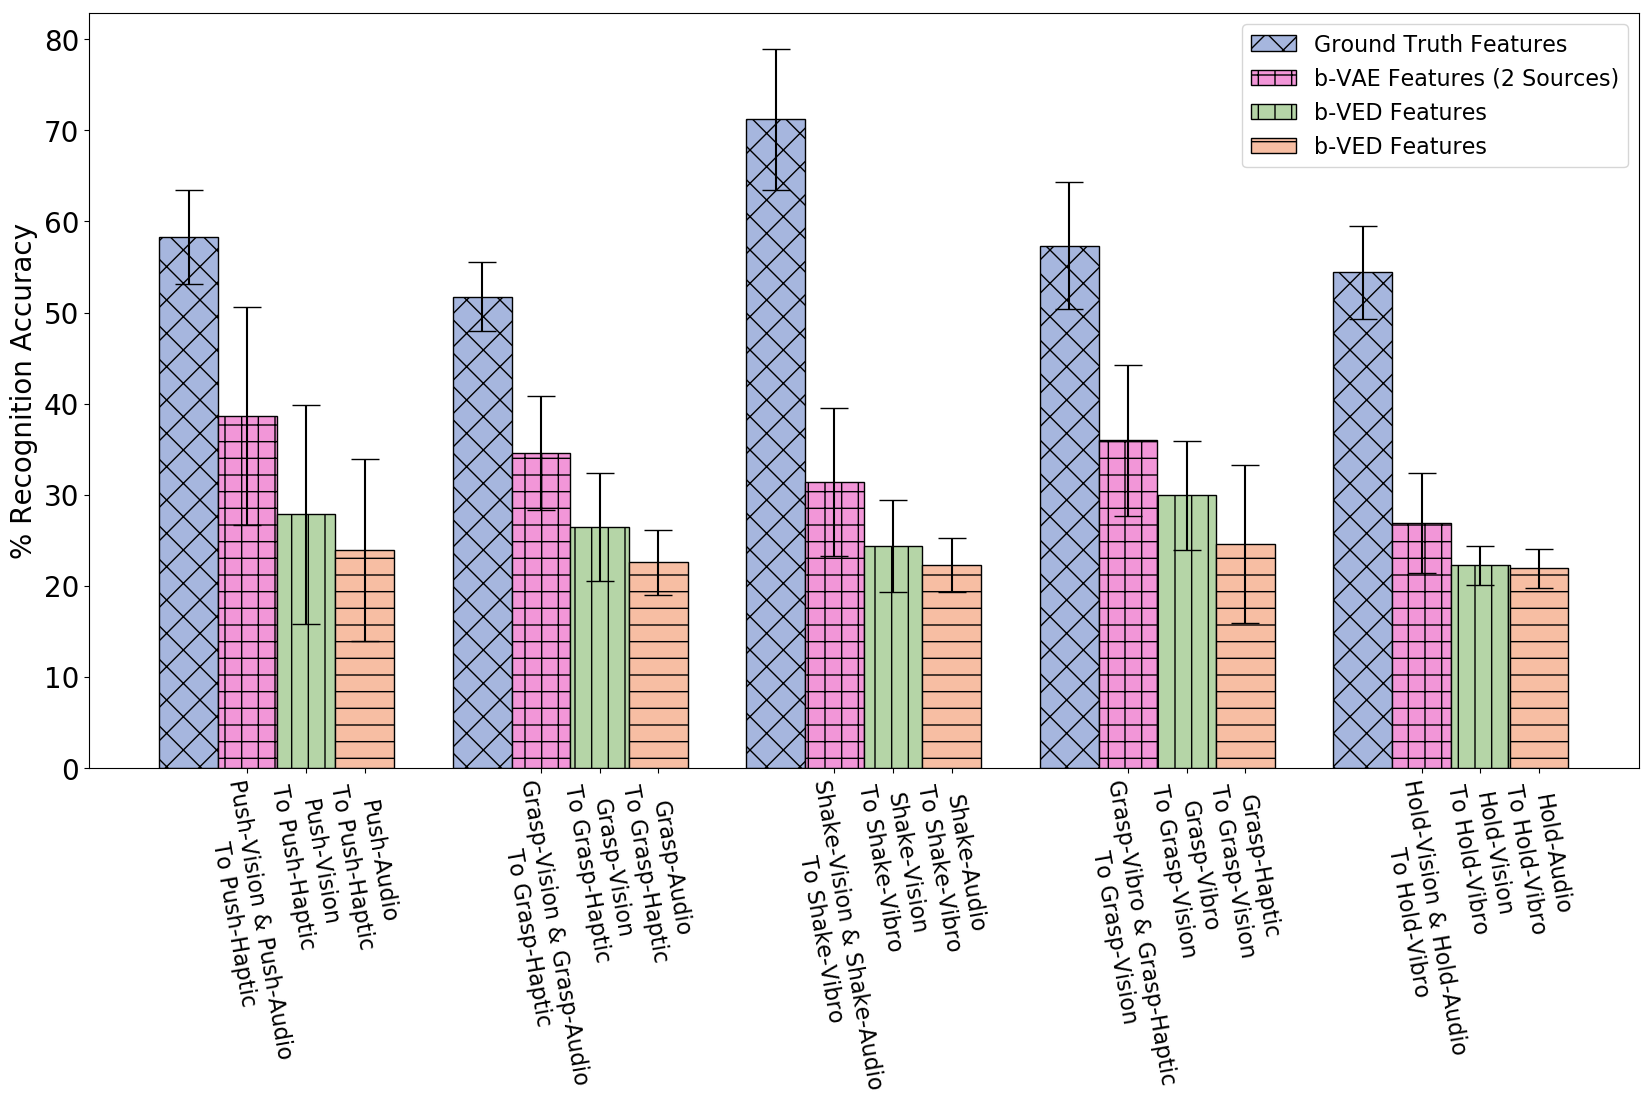 % Recognition Accuracy
80
70
60
50
40
30
20
10
0
Ground Truth Features
b-VAE Features (2 Sources)
b-VED Features
b-VED Features
Push-Vision & Push-Audio
To Push-Haptic
Push-Vision
To Push-Haptic
Push-Audio
To Push-Haptic
Grasp-Vision & Grasp-Audio
To Grasp-Haptic
Grasp-Vision
To Grasp-Haptic
Grasp-Audio
To Grasp-Haptic
Shake-Vision & Shake-Audio
To Shake-Vibro
Shake-Vision
To Shake-Vibro
Shake-Audio
To Shake-Vibro
Grasp-Vibro & Grasp-Haptic
To Grasp-Vision
Grasp-Vibro
To Grasp-Vision
Grasp-Haptic
To Grasp-Vision
Hold-Vision & Hold-Audio
To Hold-Vibro
Hold-Vision
To Hold-Vibro
Hold-Audio
To Hold-Vibro